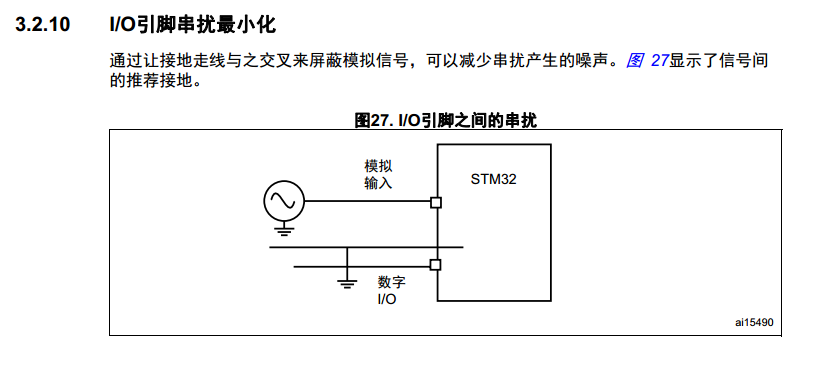 3.2.10 I/O引脚串扰最小化
通过让接地走线与之交叉来屏蔽模拟信号，可以减少串扰产生的噪声。图 27显示了信号间
的推荐接地。
图27. I/O引脚之间的串扰
模拟
输入
STM32
数字
I/O
ai15490